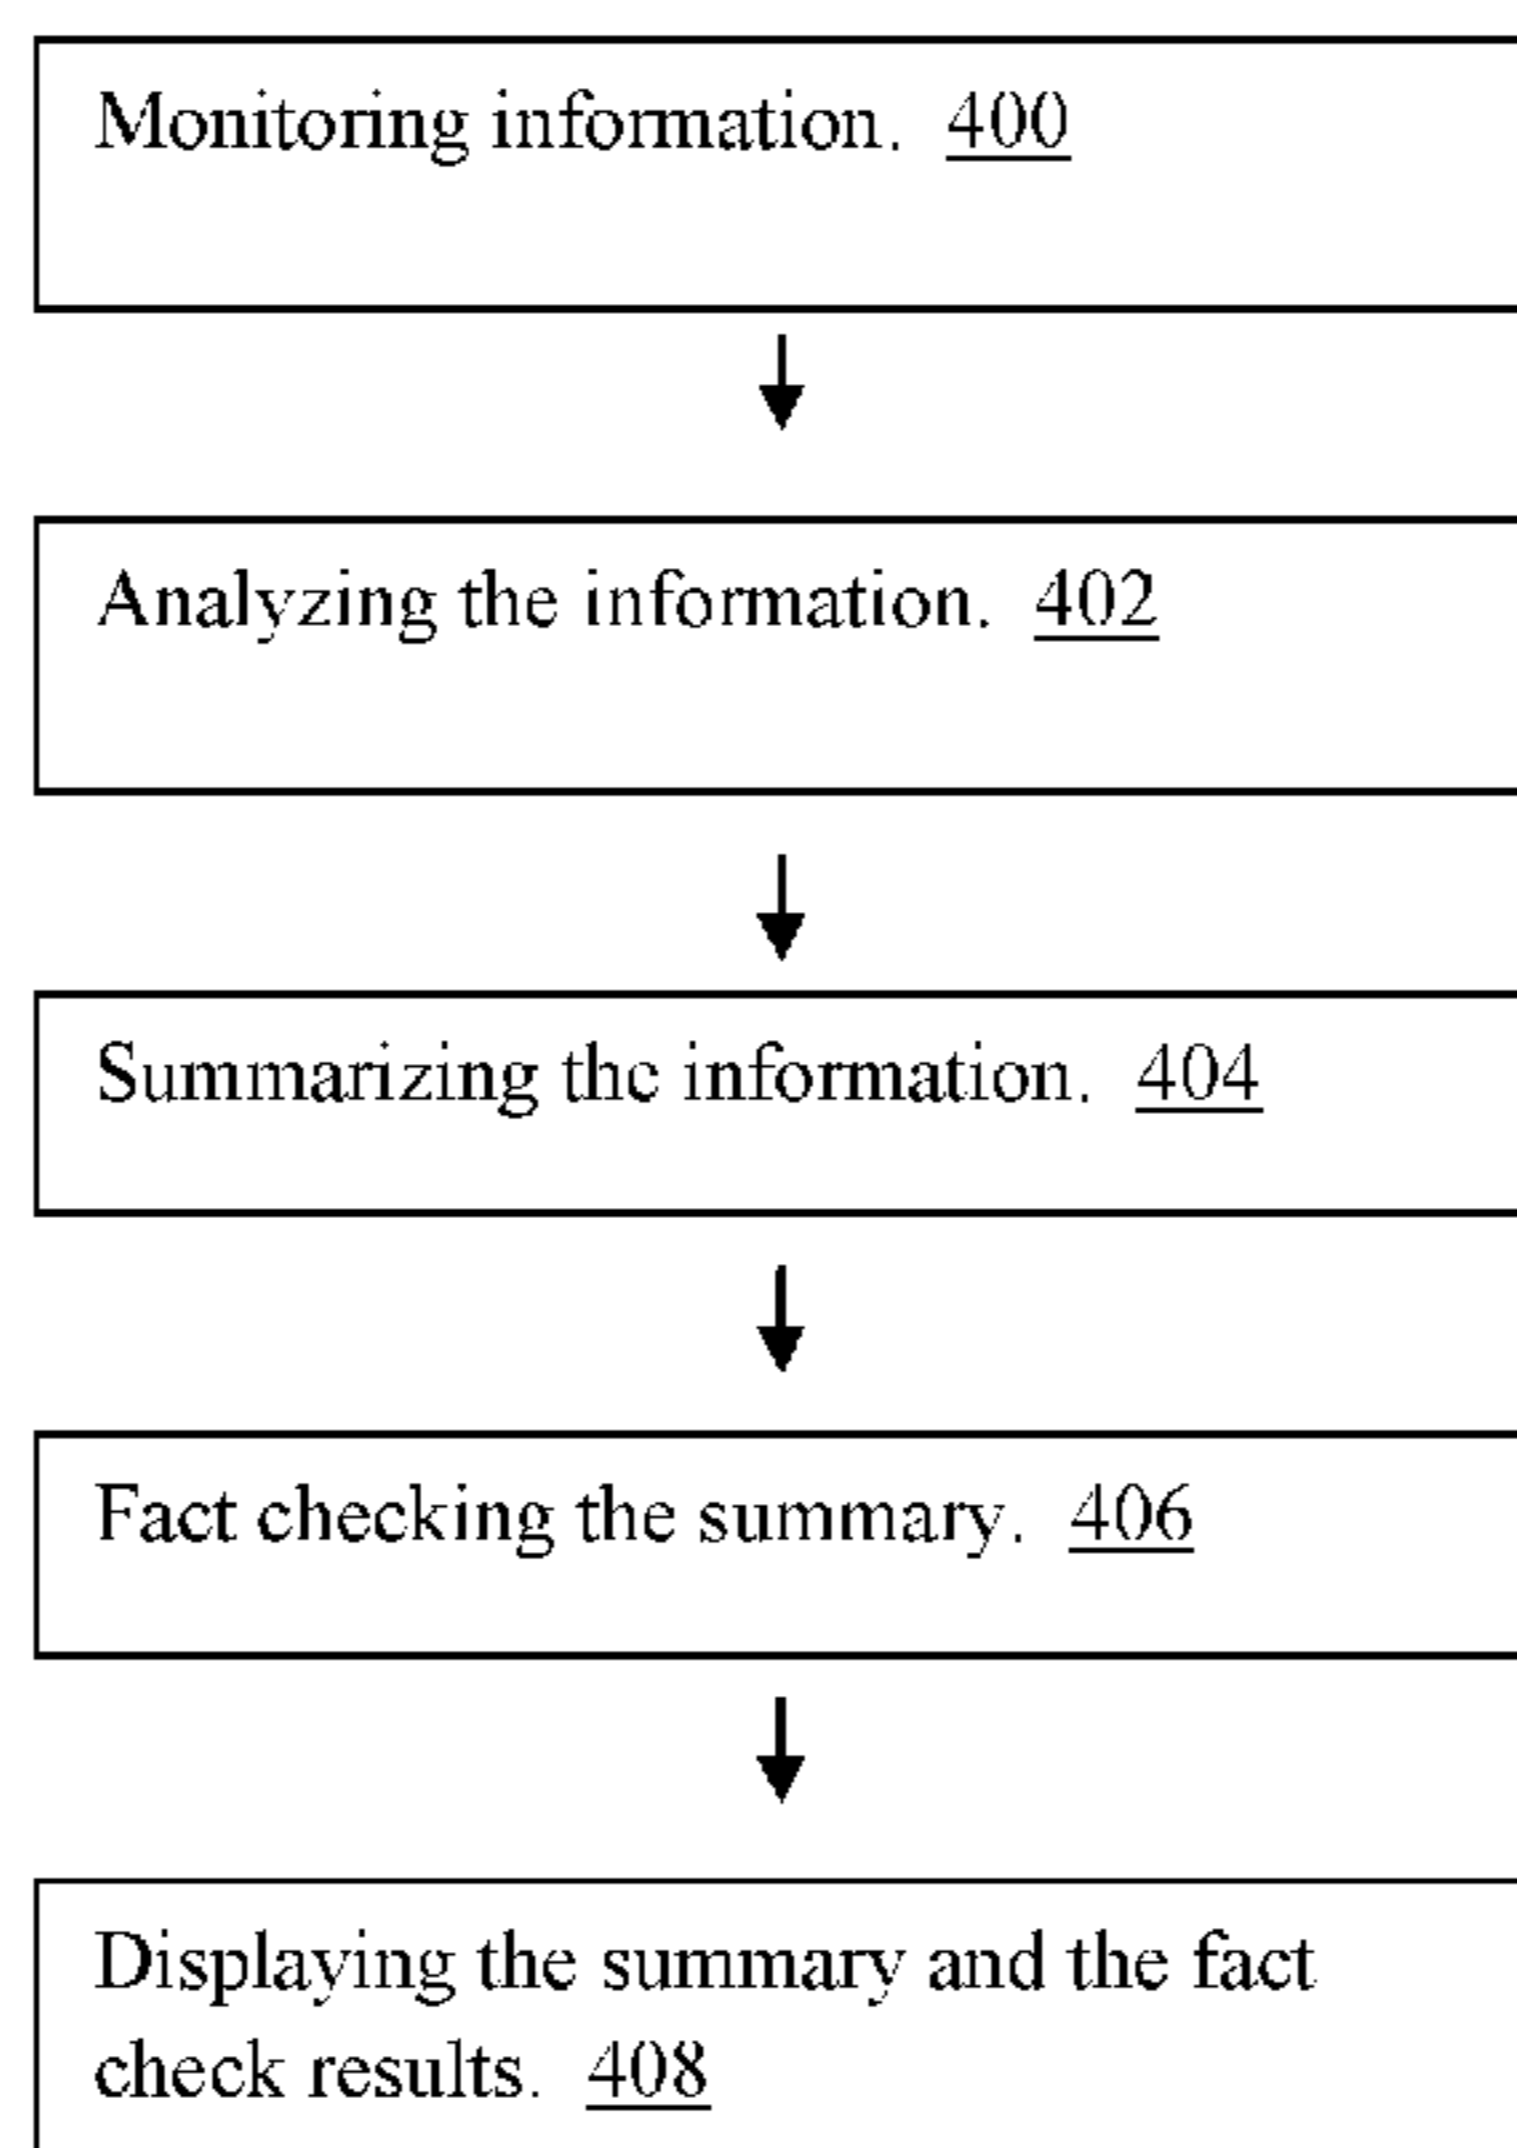 Monitoring information. 400
Analyzing the information. 402
Summarizing the information. 404
Fact checking the summary. 406
Displaying the summary and the fact
check results. 408